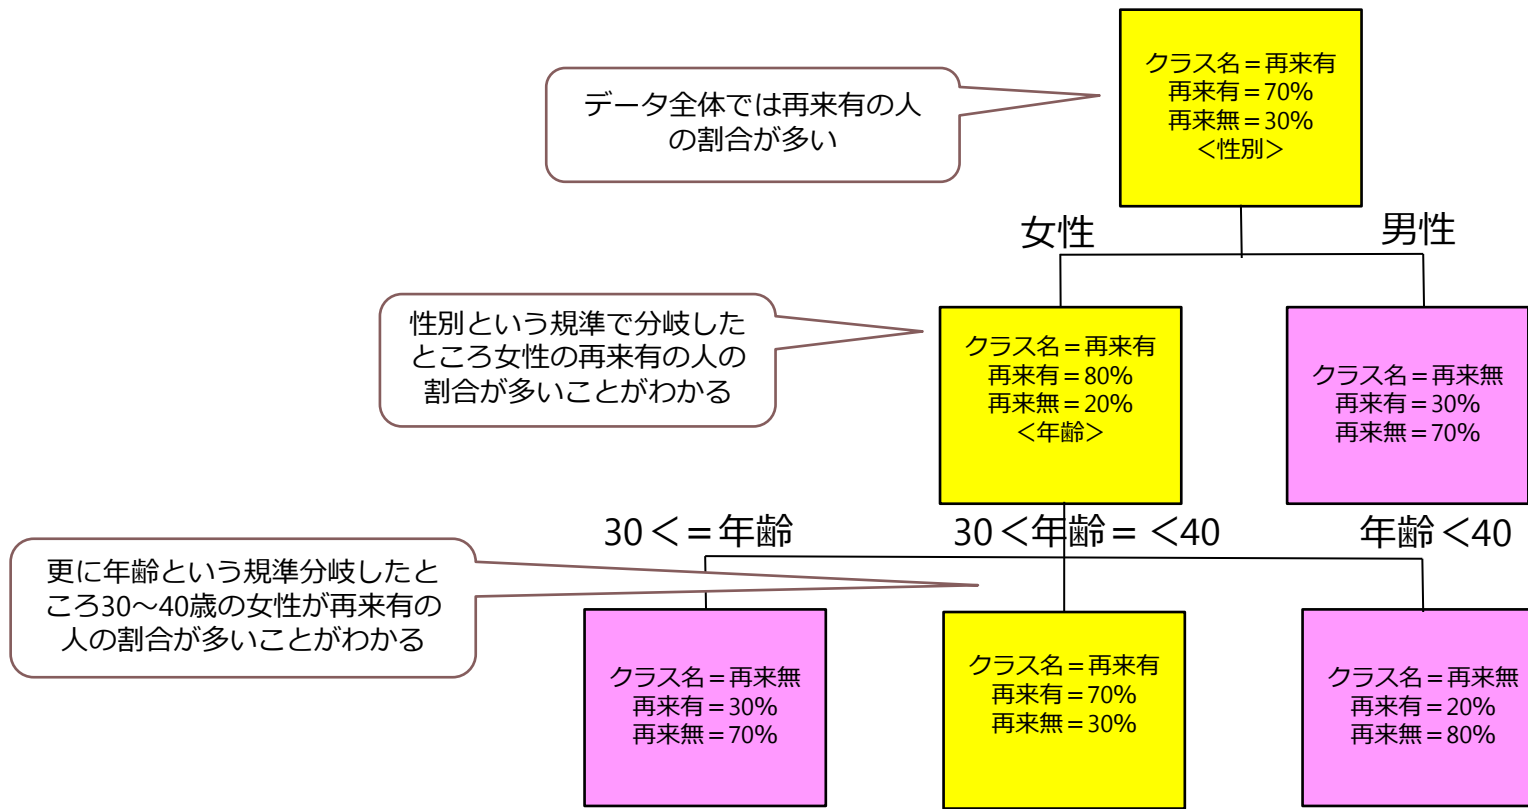 データ全体では再来有の人
の割合が多い
クラス名＝再来有
再来有＝70%
再来無＝30%
＜性別＞
女性
男性
性別という規準で分岐した
ところ女性の再来有の人の
割合が多いことがわかる
クラス名＝再来有
再来有＝80%
再来無＝20%
＜年齢＞
クラス名＝再来無
再来有＝30%
再来無＝70%
30＜＝年齢
30＜年齢＝＜40
年齢＜40
更に年齢という規準分岐したと
ころ30～40歳の女性が再来有の
人の割合が多いことがわかる
クラス名＝再来無
再来有＝30%
再来無＝70%
クラス名＝再来有
再来有＝70%
再来無＝30%
クラス名＝再来無
再来有＝20%
再来無＝80%